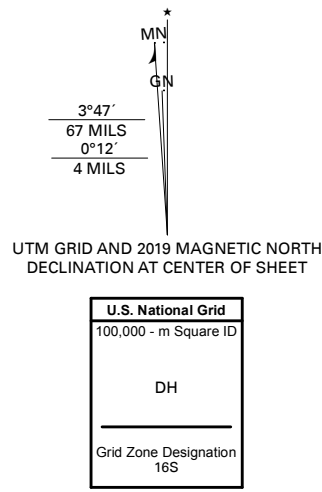 ★
MN
GN
3°47´
67 MILS
0°12´
4 MILS
UTM GRID AND 2019 MAGNETIC NORTH
DECLINATION AT CENTER OF SHEET
U.S. National Grid
100,000 - m Square ID
DH
Grid Zone Designation
16S